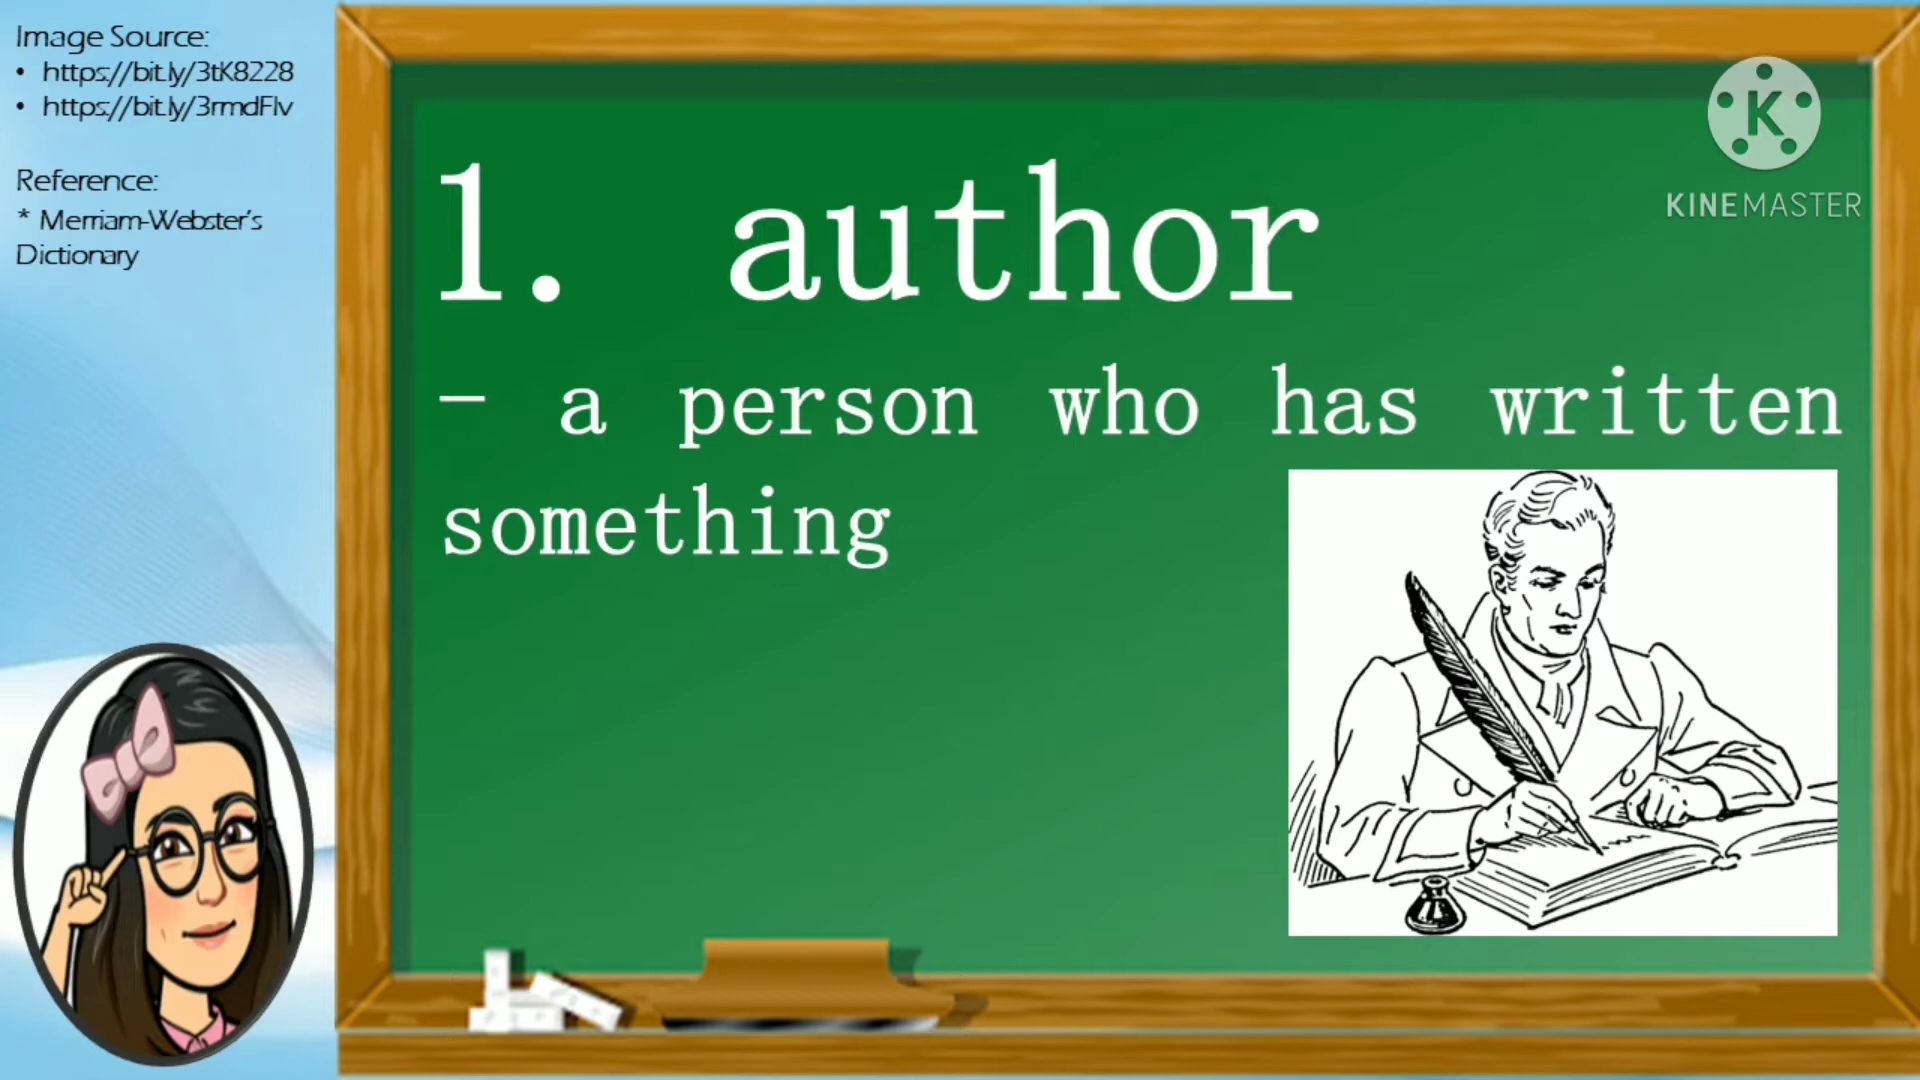 Image Source:
• https://bit.ly/3tK8228
• https://bit.ly/3rmdFlv
Reference:
* Merriam-Webster's
Dictionary
1. author
- a person who has written
something
K
KINEMASTER